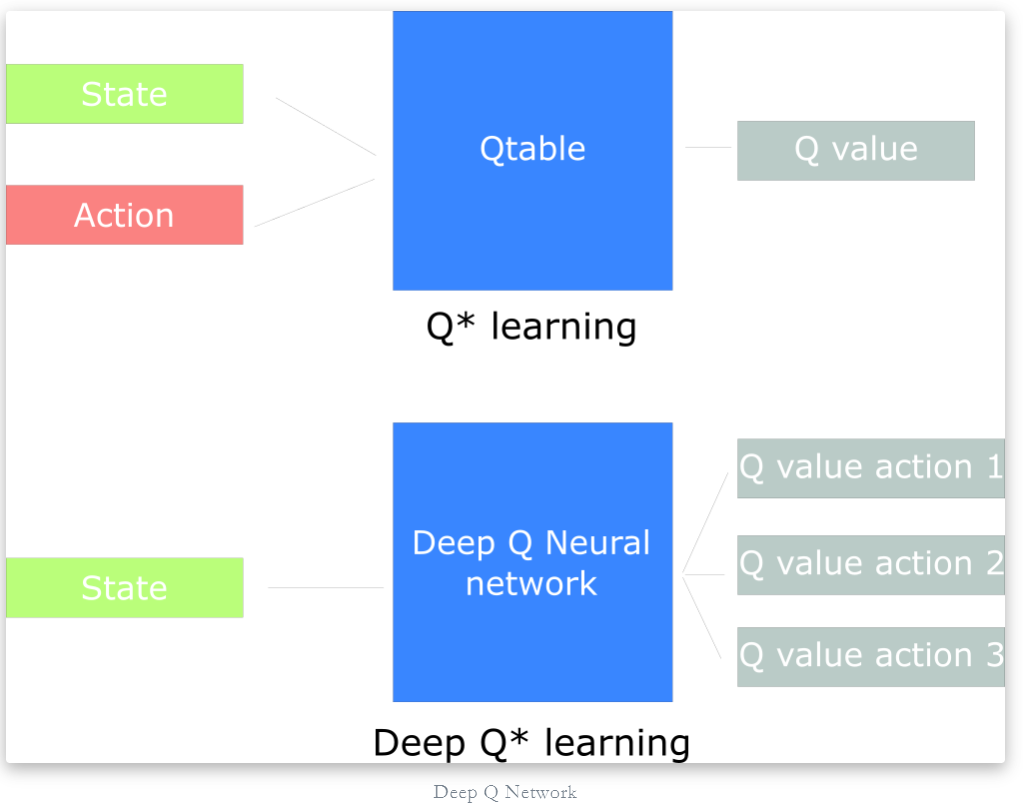 State
Action
Qtable
Q value
Q* learning
State
Deep Q Neural
network
Q value action 1
Q value action 2
Q value action 3
Deep Q* learning
Deep Q Network